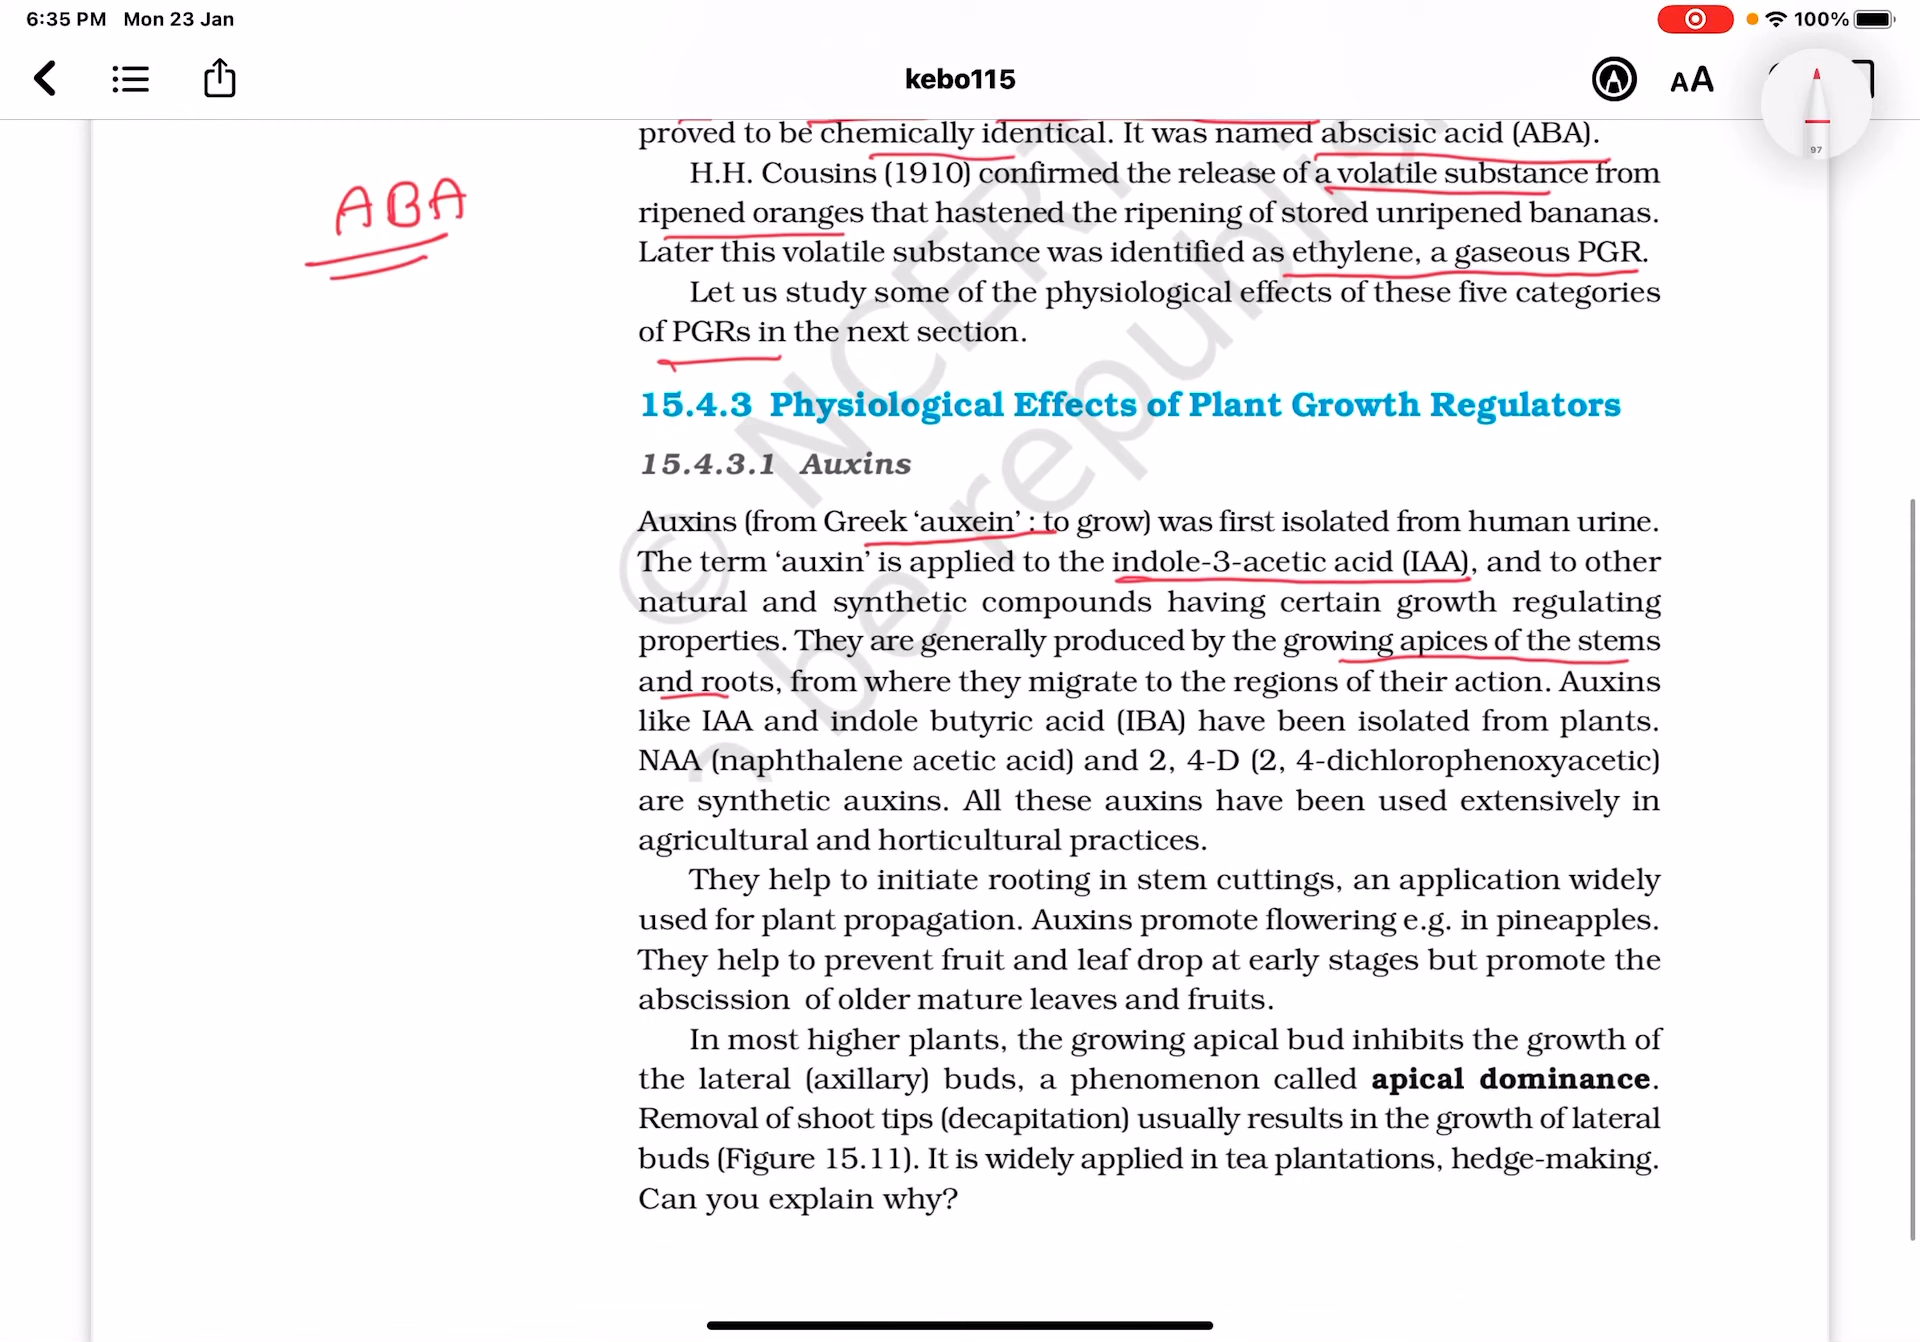 6:35 PM Mon 23 Jan
100%
kebo115
AA
97
proved to be chemically identical. It was named abscisic acid (ABA).
H.H. Cousins (1910) confirmed the release of a volatile substance from
ripened oranges that hastened the ripening of stored unripened bananas.
Later this volatile substance was identified as ethylene, a gaseous PGR.
Let us study some of the physiological effects of these five categories
of PGRs in the next section.
ABA
15.4.3 Physiological Effects of Plant Growth Regulators
15.4.3.1 Auxins
Auxins (from Greek ‘auxein’ : to grow) was first isolated from human urine.
The term ‘auxin’ is applied to the indole-3-acetic acid (IAA), and to other
natural and synthetic compounds having certain growth regulating
properties. They are generally produced by the growing apices of the stems
and roots, from where they migrate to the regions of their action. Auxins
like IAA and indole butyric acid (IBA) have been isolated from plants.
NAA (naphthalene acetic acid) and 2, 4-D (2, 4-dichlorophenoxyacetic)
are synthetic auxins. All these auxins have been used extensively in
agricultural and horticultural practices.
They help to initiate rooting in stem cuttings, an application widely
used for plant propagation. Auxins promote flowering e.g. in pineapples.
They help to prevent fruit and leaf drop at early stages but promote the
abscission of older mature leaves and fruits.
In most higher plants, the growing apical bud inhibits the growth of
the lateral (axillary) buds, a phenomenon called apical dominance.
Removal of shoot tips (decapitation) usually results in the growth of lateral
buds (Figure 15.11). It is widely applied in tea plantations, hedge-making.
Can you explain why?
© NCERT
be republis